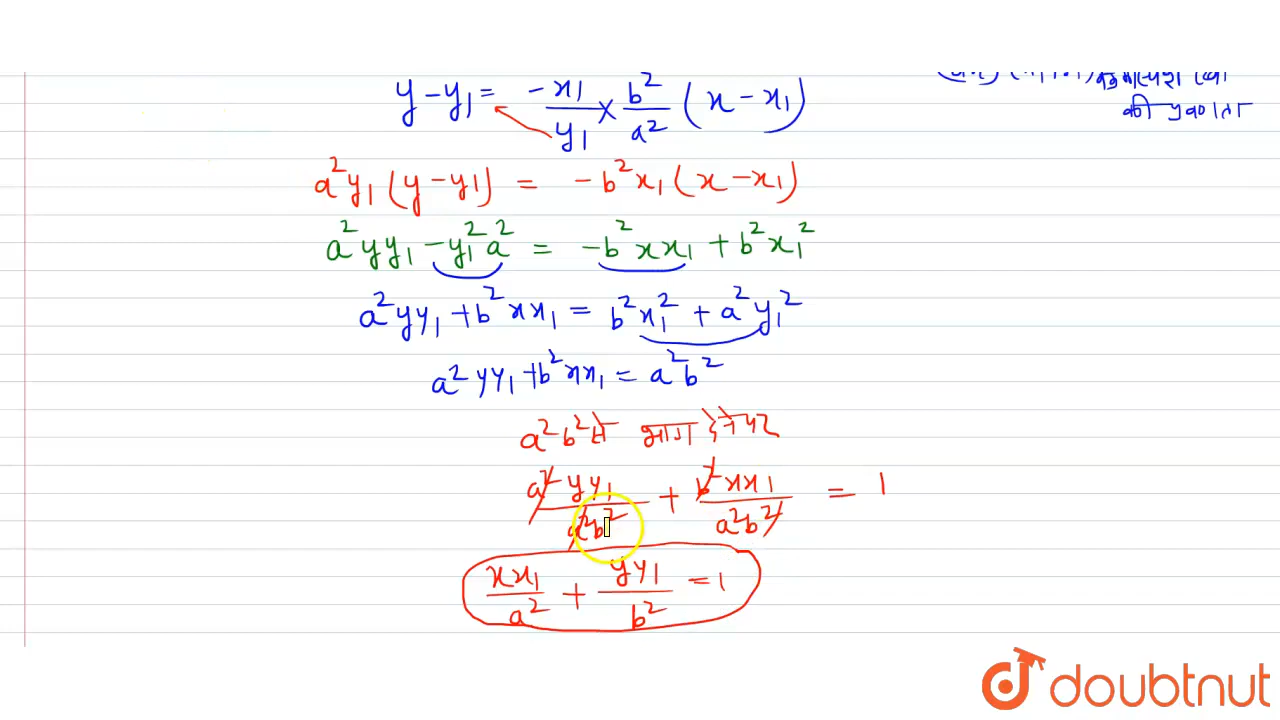 y - y₁ = -x₁/y₁ × b²/a² (x - x₁)
की
a²y₁(y - y₁) = -b²x₁(x - x₁)
a²yy₁ - y₁²a² = -b²xx₁ + b²x₁²
a²yy₁ + b²xx₁ = b²x₁² + a²y₁²
a²yy₁ + b²xx₁ = a²b²
a²b² से भाग देने पर
a²yy₁/a²b² + b²xx₁/a²b² = 1
xx₁/a² + yy₁/b² = 1
doubtnut